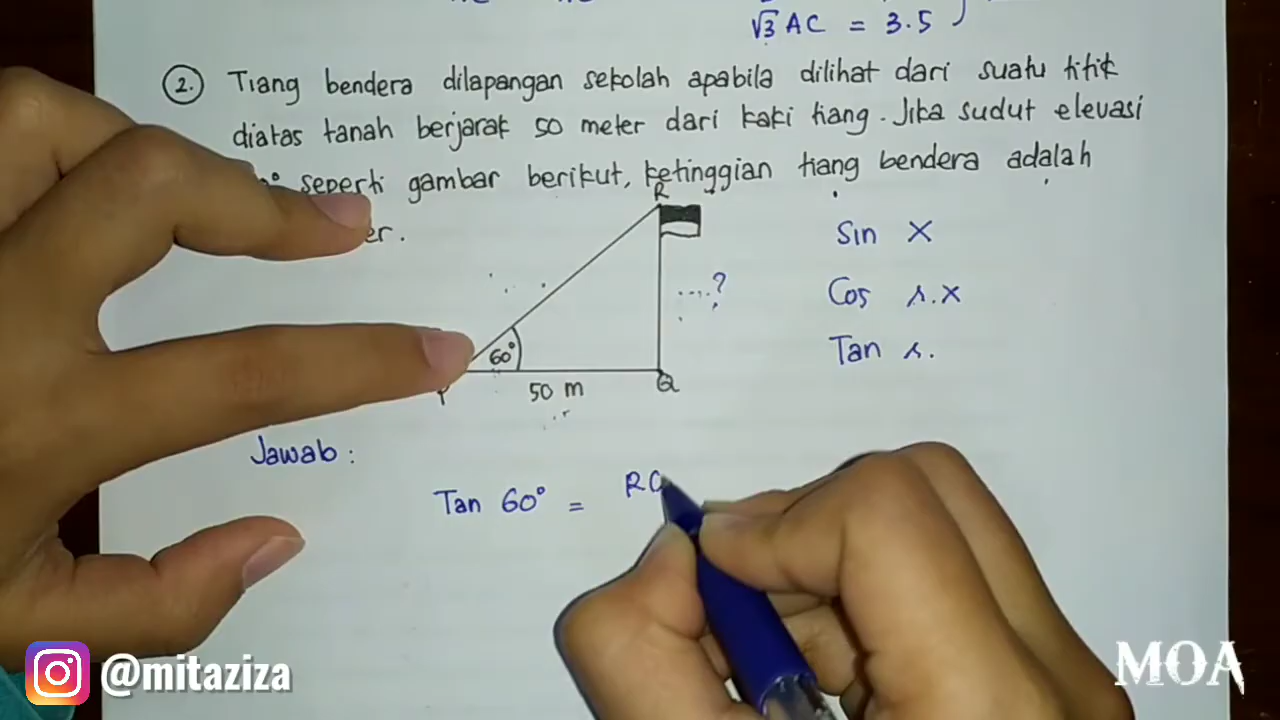 √3 AC = 3.5
2. Tiang bendera dilapangan sekolah apabila dilihat dari suatu titik
diatas tanah berjarak 50 meter dari kaki tiang. Jika sudut elevasi
seperti gambar berikut, ketinggian tiang bendera adalah
R
Sin X
....?
Cos s.x
Tan s.
60°
50 m
Q
P
Jawab :
Tan 60° =
@mitaziza
MOA